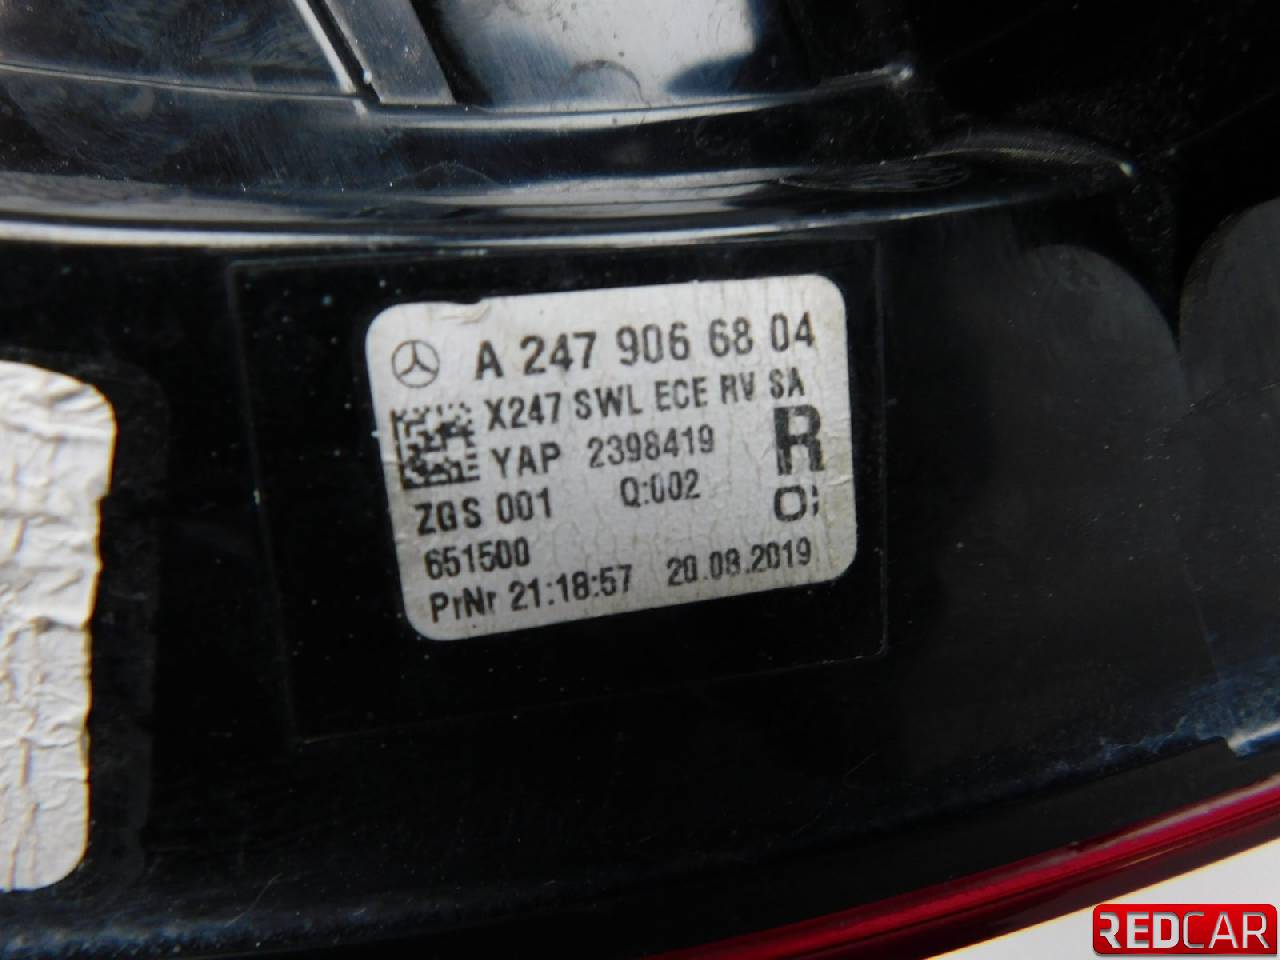 A 247 906 68 04
X247 SWL ECE RV SA
YAP 2398419
R
ZGS 001 Q:002
651500
PrNr 21:18:57 20.08.2019
REDCAR